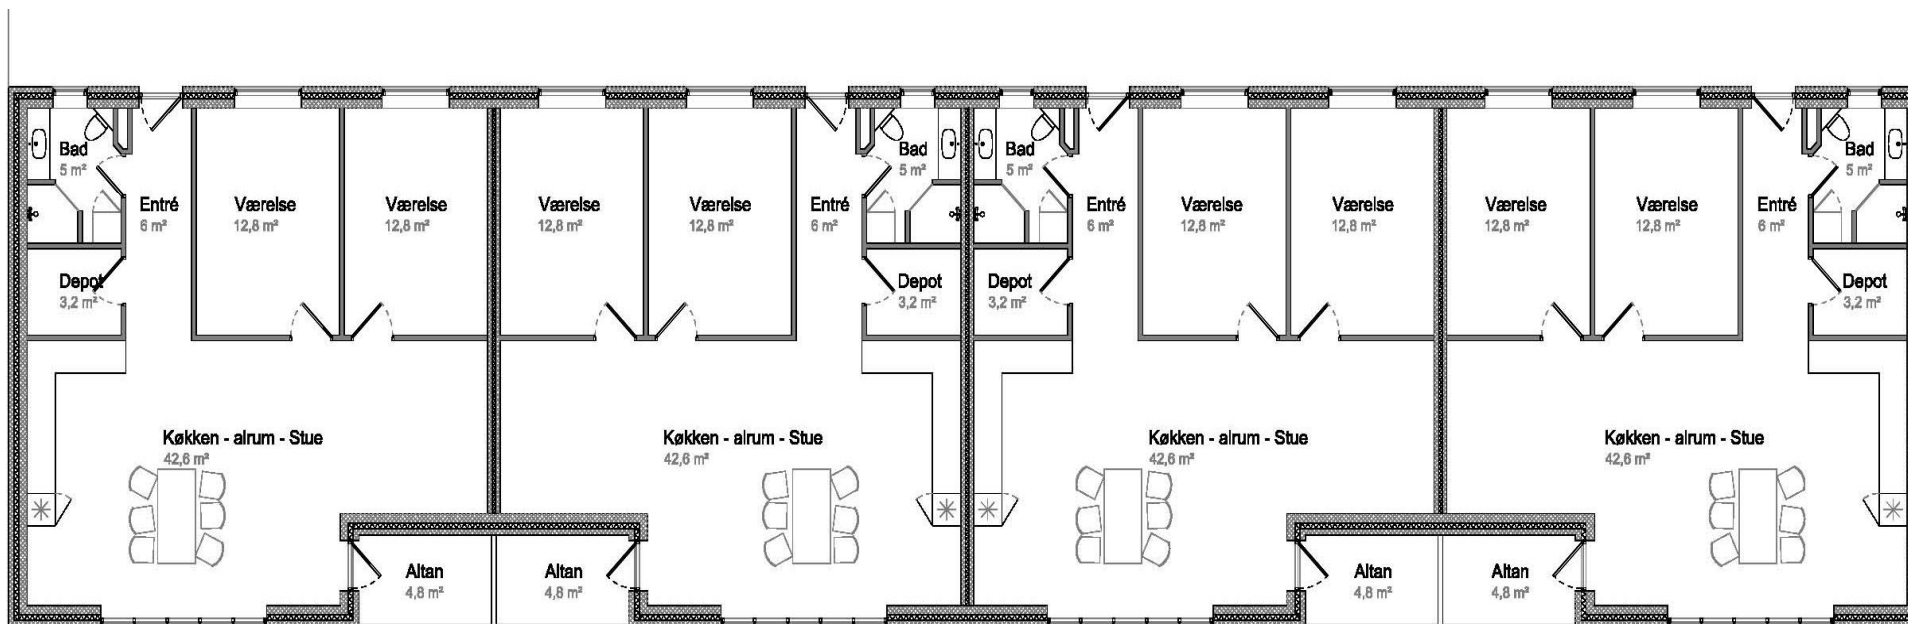 Bad
5 m²
Entré
6 m²
Værelse
12,8 m²
Værelse
12,8 m²
Depot
3,2 m²
Køkken - alrum - Stue
42,6 m²
Altan
4,8 m²
Værelse
12,8 m²
Værelse
12,8 m²
Entré
6 m²
Bad
5 m²
Depot
3,2 m²
Køkken - alrum - Stue
42,6 m²
Altan
4,8 m²
Bad
5 m²
Entré
6 m²
Værelse
12,8 m²
Værelse
12,8 m²
Depot
3,2 m²
Køkken - alrum - Stue
42,6 m²
Altan
4,8 m²
Værelse
12,8 m²
Værelse
12,8 m²
Entré
6 m²
Bad
5 m²
Depot
3,2 m²
Køkken - alrum - Stue
42,6 m²
Altan
4,8 m²